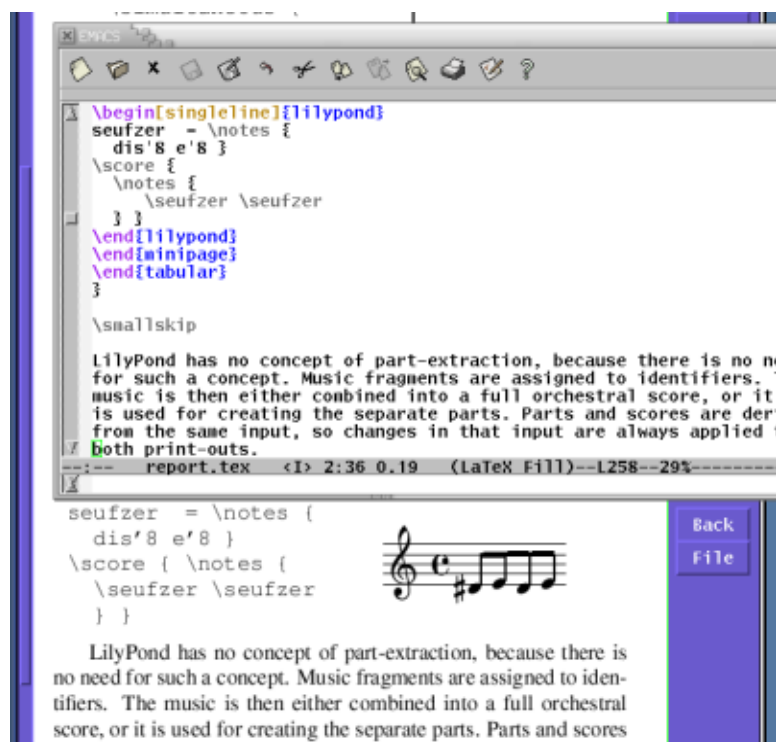 EMACS
\begin[singleline]{lilypond}
seufzer  = \notes {
  dis'8 e'8 }
\score {
  \notes {
     \seufzer \seufzer
  } }
\end{lilypond}
\end{minipage}
\end{tabular}
}
\smallskip
LilyPond has no concept of part-extraction, because there is no
for such a concept. Music fragments are assigned to identifiers.
music is then either combined into a full orchestral score, or it
is used for creating the separate parts. Parts and scores are
from the same input, so changes in that input are always applied
both print-outs.
--:--   report.tex   <I> 2:36 0.19   (LaTeX Fill)--L258--29%--------
seufzer  = \notes {
  dis'8 e'8 }
\score { \notes {
  \seufzer \seufzer
  } }
Back
File
LilyPond has no concept of part-extraction, because there is
no need for such a concept. Music fragments are assigned to iden-
tifiers. The music is then either combined into a full orchestral
score, or it is used for creating the separate parts. Parts and scores